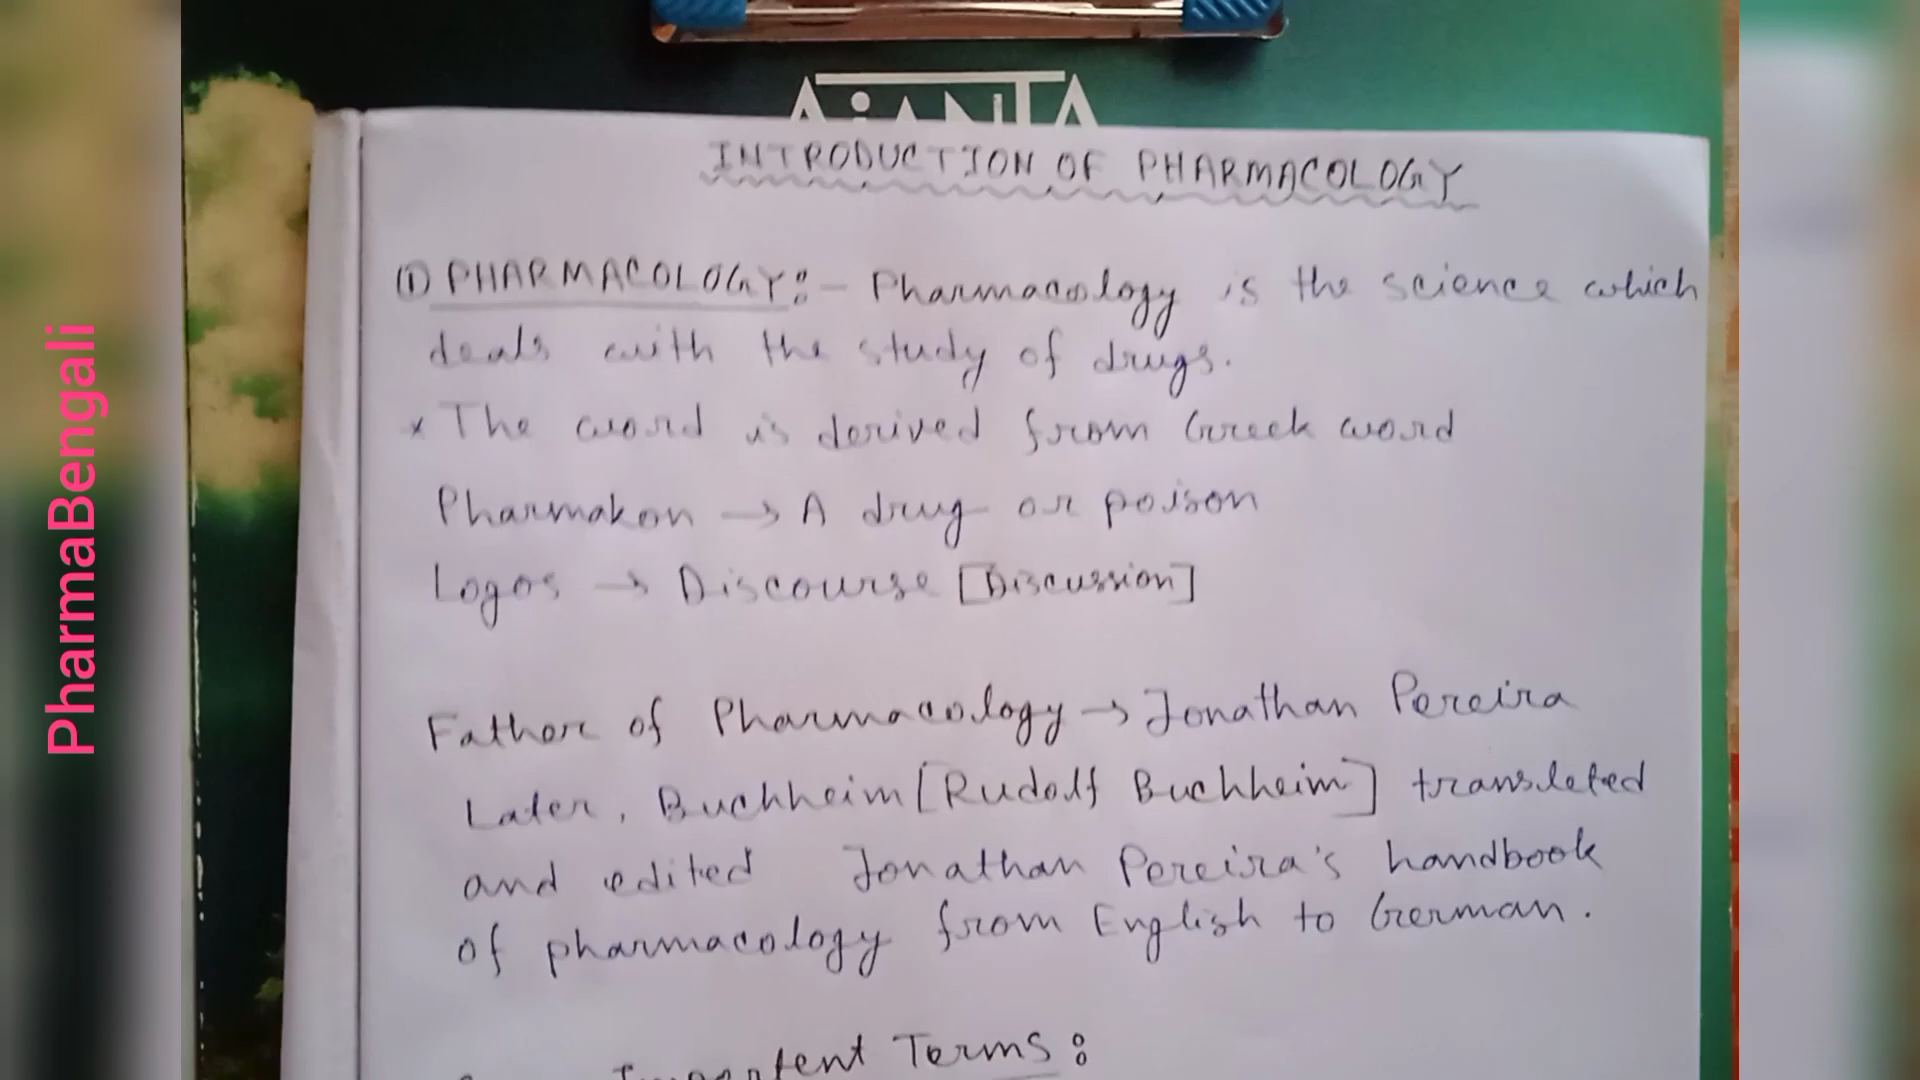 PharmaBengali
AJANTA
INTRODUCTION OF PHARMACOLOGY
① PHARMACOLOGY:- Pharmacology is the science which
deals with the study of drugs.
* The word is derived from Greek word
Pharmakon → A drug or poison
Logos → Discourse [Discussion]
Father of Pharmacology → Jonathan Pereira
Later, Buchheim [Rudolf Buchheim] transleted
and edited Jonathan Pereira's handbook
of pharmacology from English to German.
Importent Terms: